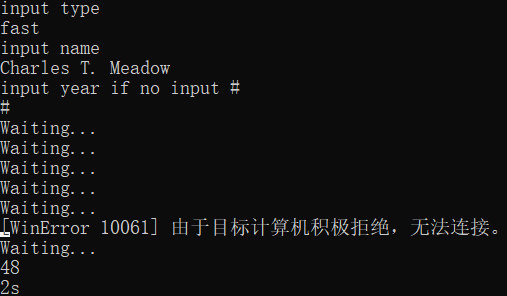 input type
fast
input name
Charles T. Meadow
input year if no input #
#
Waiting...
Waiting...
Waiting...
Waiting...
Waiting...
[WinError 10061] 由于目标计算机积极拒绝，无法连接。
Waiting...
48
2s